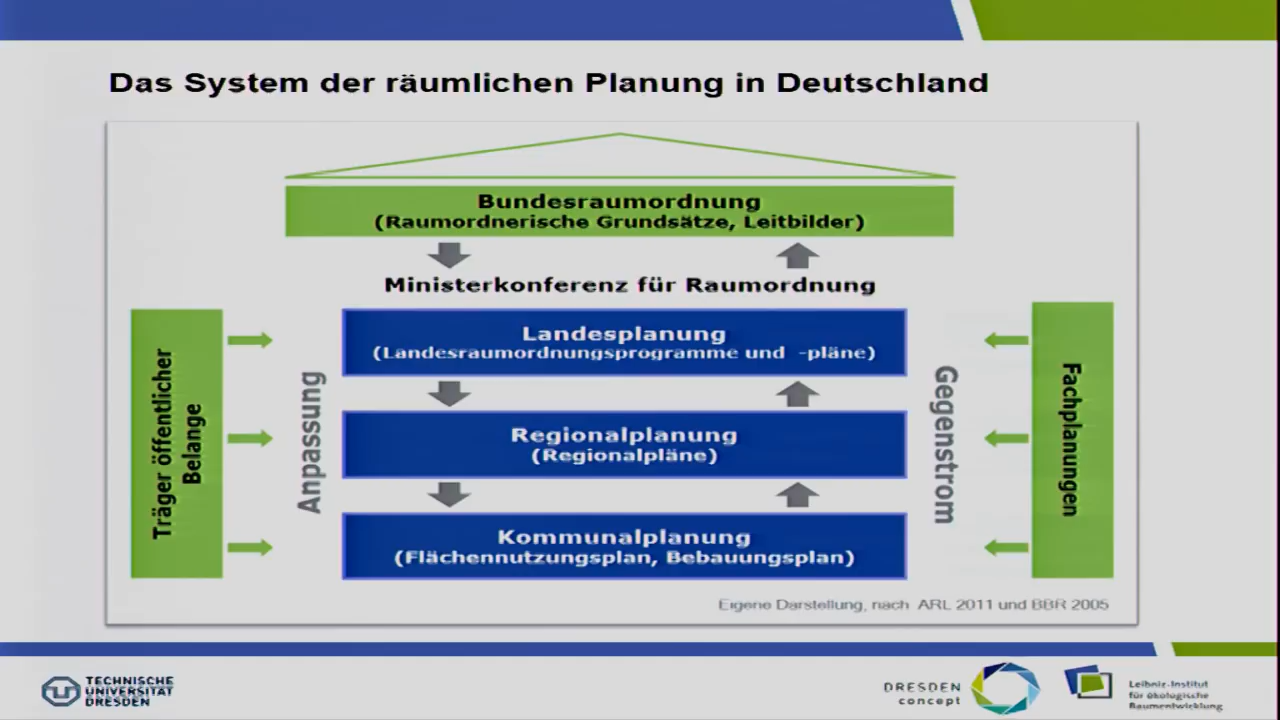 Das System der räumlichen Planung in Deutschland
Bundesraumordnung
(Raumordnerische Grundsätze, Leitbilder)
Ministerkonferenz für Raumordnung
Landesplanung
(Landesraumordnungsprogramme und -pläne)
Regionalplanung
(Regionalpläne)
Kommunalplanung
(Flächennutzungsplan, Bebauungsplan)
Träger öffentlicher
Belange
Anpassung
Gegenstrom
Fachplanungen
Eigene Darstellung, nach ARL 2011 und BBR 2005
TECHNISCHE
UNIVERSITÄT
DRESDEN
DRESDEN
concept
Leibniz-Institut
für ökologische
Raumentwicklung